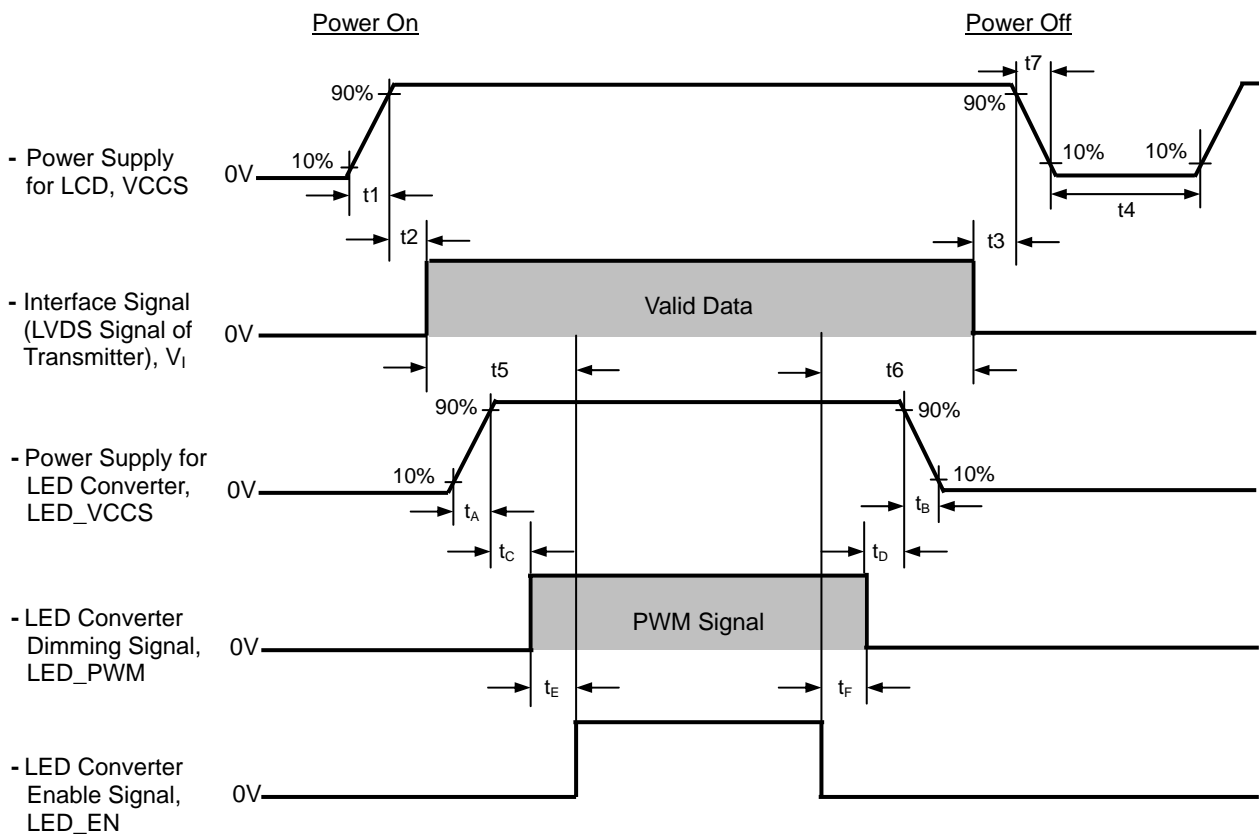 Power On
Power Off
t7
90%
90%
- Power Supply
for LCD, VCCS
10%
10%
10%
0V
t1
t4
t2
t3
- Interface Signal
(LVDS Signal of
Transmitter), VI
Valid Data
0V
t5
t6
90%
90%
- Power Supply for
LED Converter,
LED_VCCS
10%
10%
0V
tA
tB
tC
tD
- LED Converter
Dimming Signal,
LED_PWM
PWM Signal
0V
tE
tF
- LED Converter
Enable Signal,
LED_EN
0V